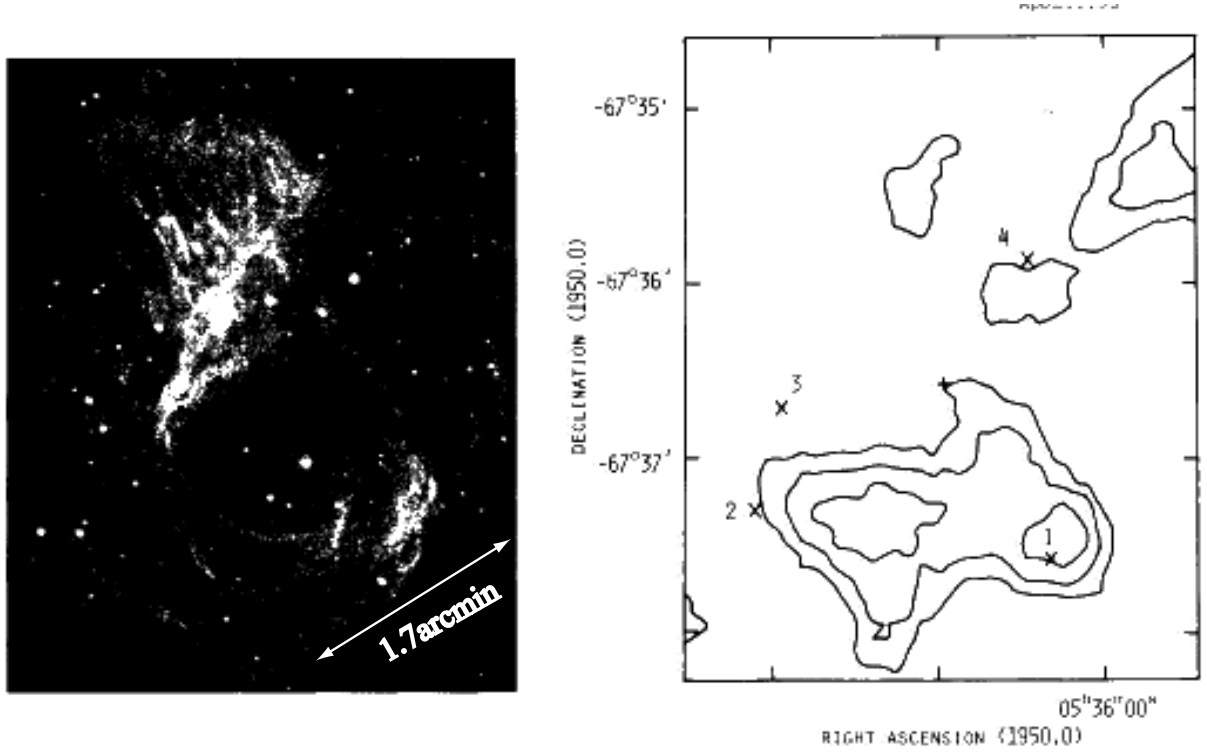 1.7arcmin
-67°35'
-67°36'
-67°37'
DECLINATION (1950.0)
4
3
2
1
05ᴴ36ᵐ00ˢ
RIGHT ASCENSION (1950.0)